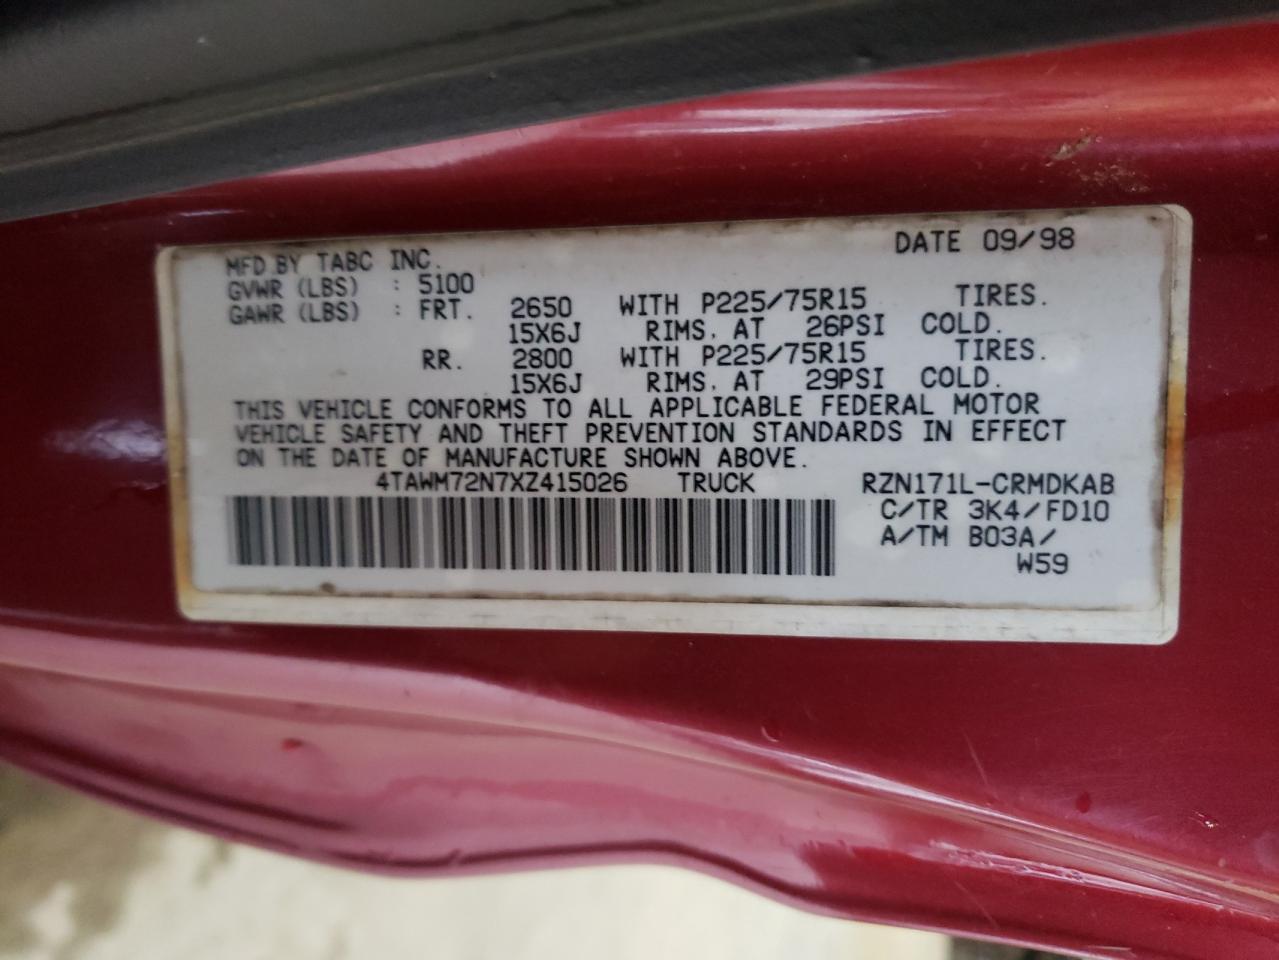 DATE 09/98
MFD.BY TABC INC.
GVWR (LBS) : 5100
GAWR (LBS) : FRT. 2650 WITH P225/75R15 TIRES.
15X6J RIMS. AT 26PSI COLD.
RR. 2800 WITH P225/75R15 TIRES.
15X6J RIMS. AT 29PSI COLD.
THIS VEHICLE CONFORMS TO ALL APPLICABLE FEDERAL MOTOR
VEHICLE SAFETY AND THEFT PREVENTION STANDARDS IN EFFECT
ON THE DATE OF MANUFACTURE SHOWN ABOVE.
4TAWM72N7XZ415026 TRUCK RZN171L-CRMDKAB
C/TR 3K4/FD10
A/TM B03A/
W59